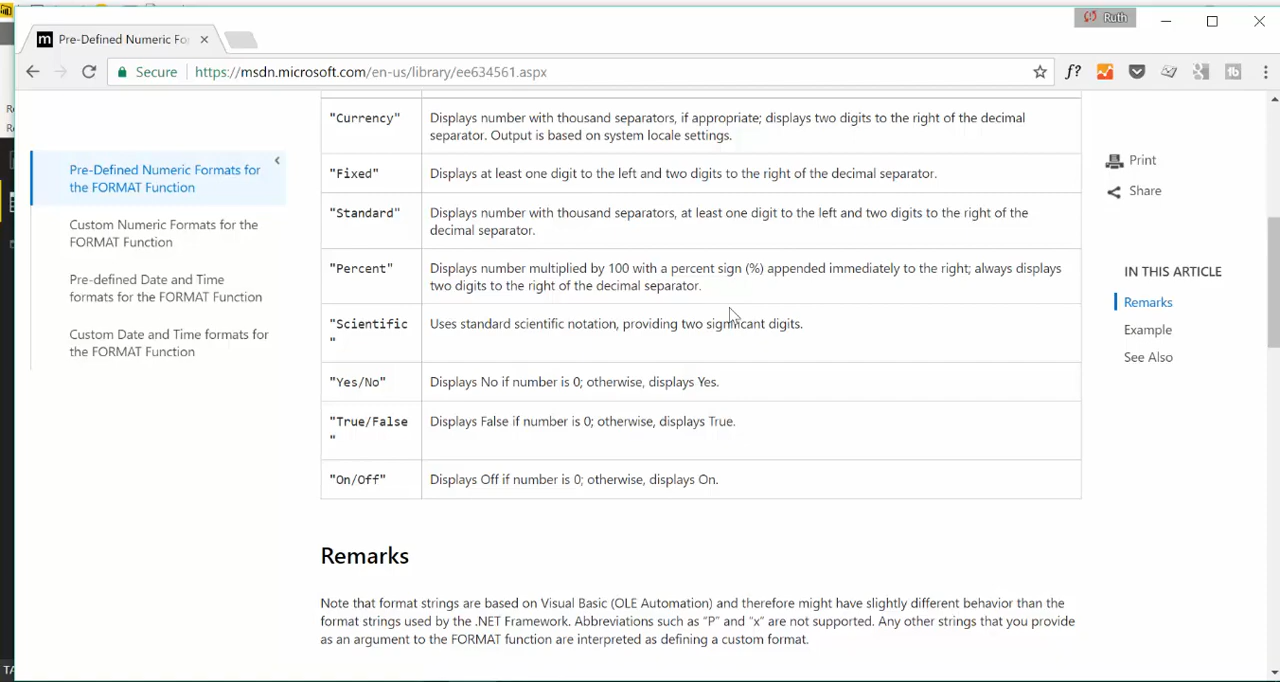 Ruth
Pre-Defined Numeric Fo
Secure
https://msdn.microsoft.com/en-us/library/ee634561.aspx
f?
Pre-Defined Numeric Formats for
the FORMAT Function
Custom Numeric Formats for the
FORMAT Function
Pre-defined Date and Time
formats for the FORMAT Function
Custom Date and Time formats for
the FORMAT Function
"Currency"
Displays number with thousand separators, if appropriate; displays two digits to the right of the decimal
separator. Output is based on system locale settings.
"Fixed"
Displays at least one digit to the left and two digits to the right of the decimal separator.
"Standard"
Displays number with thousand separators, at least one digit to the left and two digits to the right of the
decimal separator.
"Percent"
Displays number multiplied by 100 with a percent sign (%) appended immediately to the right; always displays
two digits to the right of the decimal separator.
"Scientific
"
Uses standard scientific notation, providing two significant digits.
"Yes/No"
Displays No if number is 0; otherwise, displays Yes.
"True/False
"
Displays False if number is 0; otherwise, displays True.
"On/Off"
Displays Off if number is 0; otherwise, displays On.
Remarks
Note that format strings are based on Visual Basic (OLE Automation) and therefore might have slightly different behavior than the
format strings used by the .NET Framework. Abbreviations such as "P" and "x" are not supported. Any other strings that you provide
as an argument to the FORMAT function are interpreted as defining a custom format.
Print
Share
IN THIS ARTICLE
Remarks
Example
See Also
TA